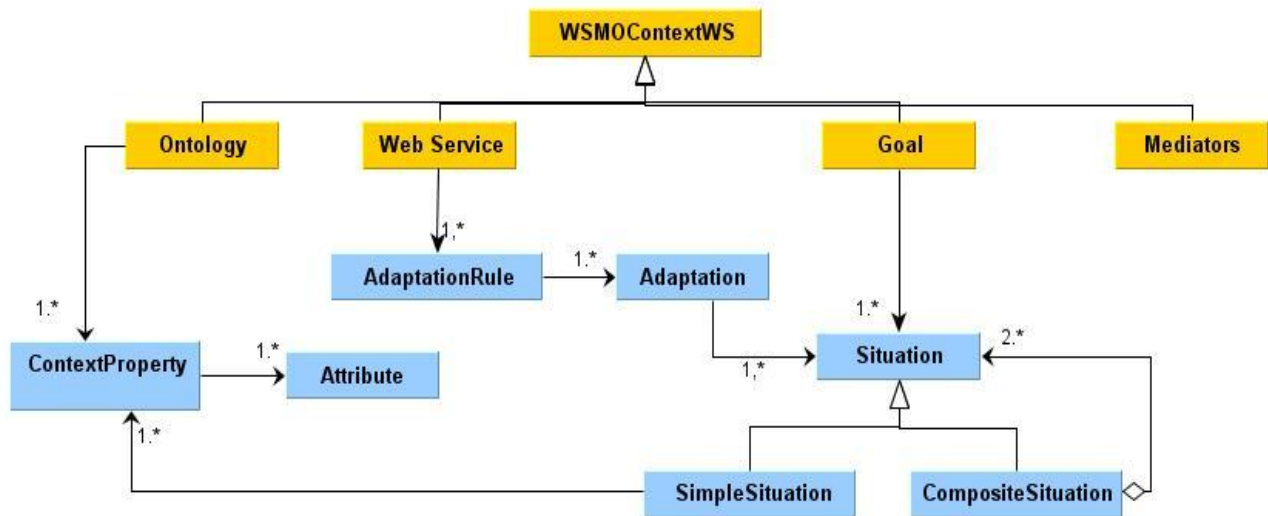 WSMOContextWS
Ontology
Web Service
Goal
Mediators
1,*
AdaptationRule
1.*
Adaptation
1.*
1.*
ContextProperty
1.*
Attribute
1,*
Situation
2.*
1.*
SimpleSituation
CompositeSituation